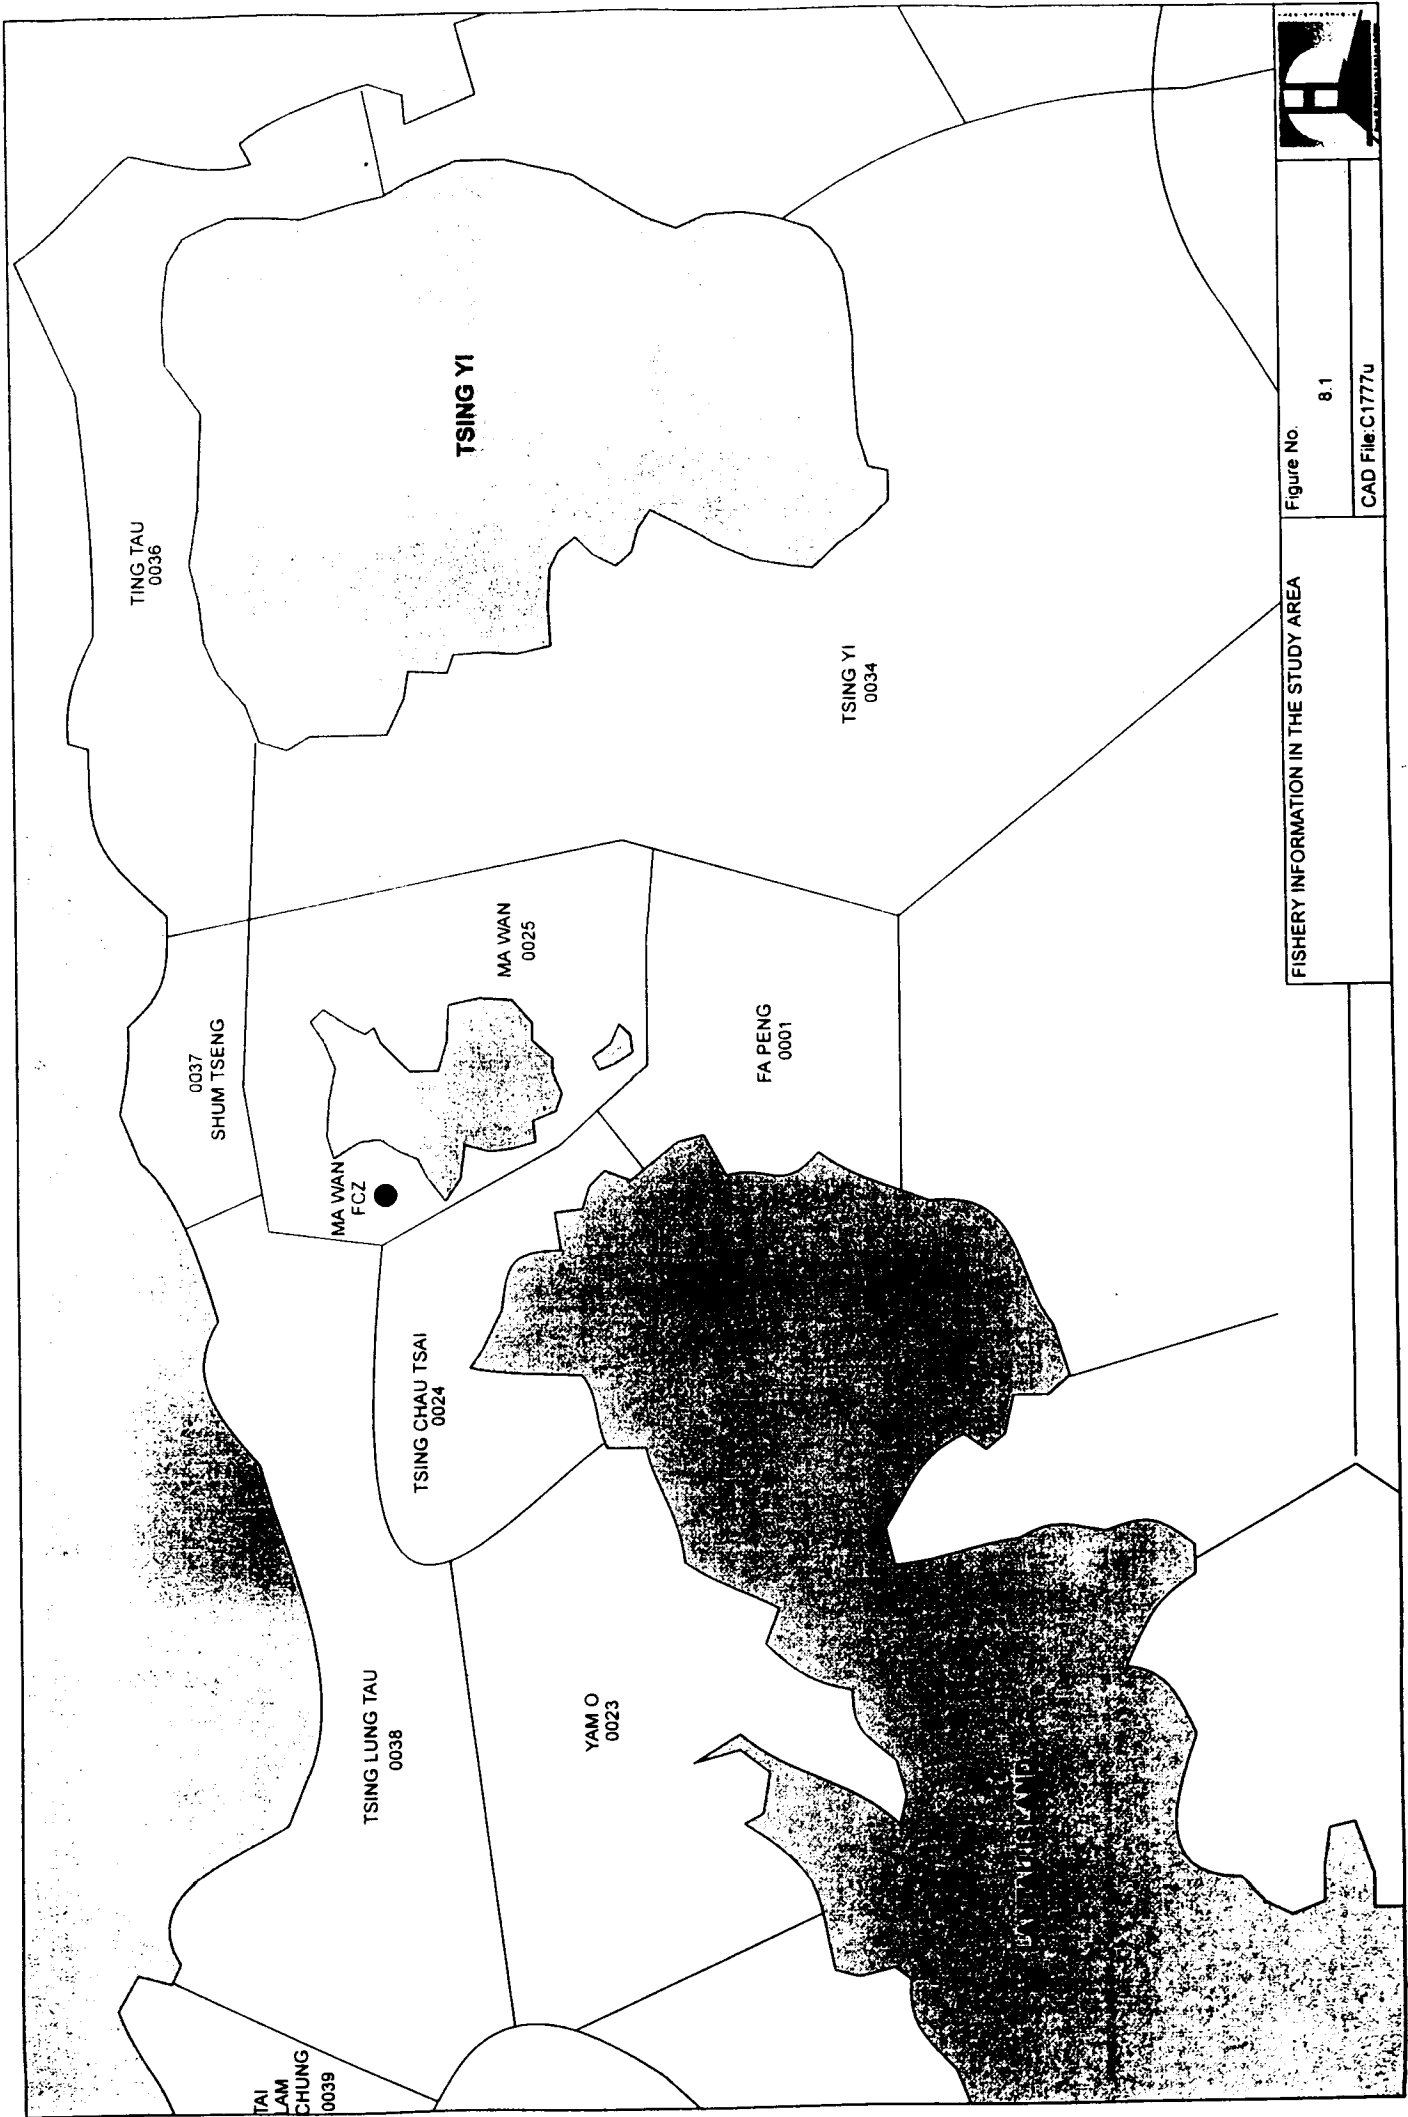 TAI
LAM
CHUNG
0039
TSING LUNG TAU
0038
YAM O
0023
TSING CHAU TSAI
0024
MA WAN
FCZ
0037
SHUM TSENG
MA WAN
0025
FA PENG
0001
TING TAU
0036
TSING YI
TSING YI
0034
LANTAU ISLAND
FISHERY INFORMATION IN THE STUDY AREA
Figure No.
8.1
CAD File:C1777u